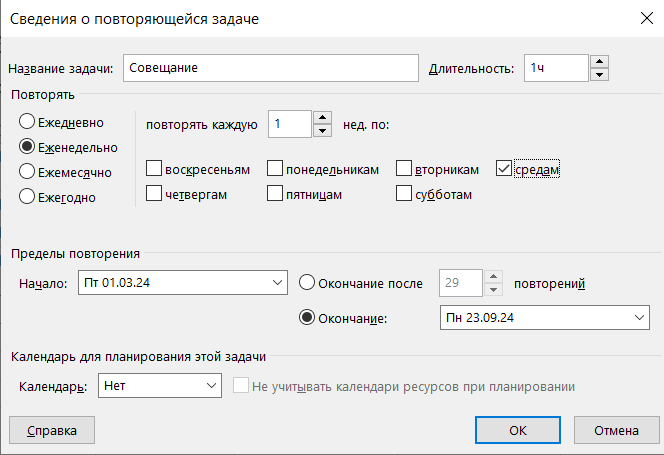 Сведения о повторяющейся задаче
Название задачи: Совещание Длительность: 1ч
Повторять
Ежедневно
Еженедельно
Ежемесячно
Ежегодно
повторять каждую 1 нед. по:
воскресеньям понедельникам вторникам средам
четвергам пятницам субботам
Пределы повторения
Начало: Пт 01.03.24 Окончание после 29 повторений
Окончание: Пн 23.09.24
Календарь для планирования этой задачи
Календарь: Нет Не учитывать календари ресурсов при планировании
Справка ОК Отмена